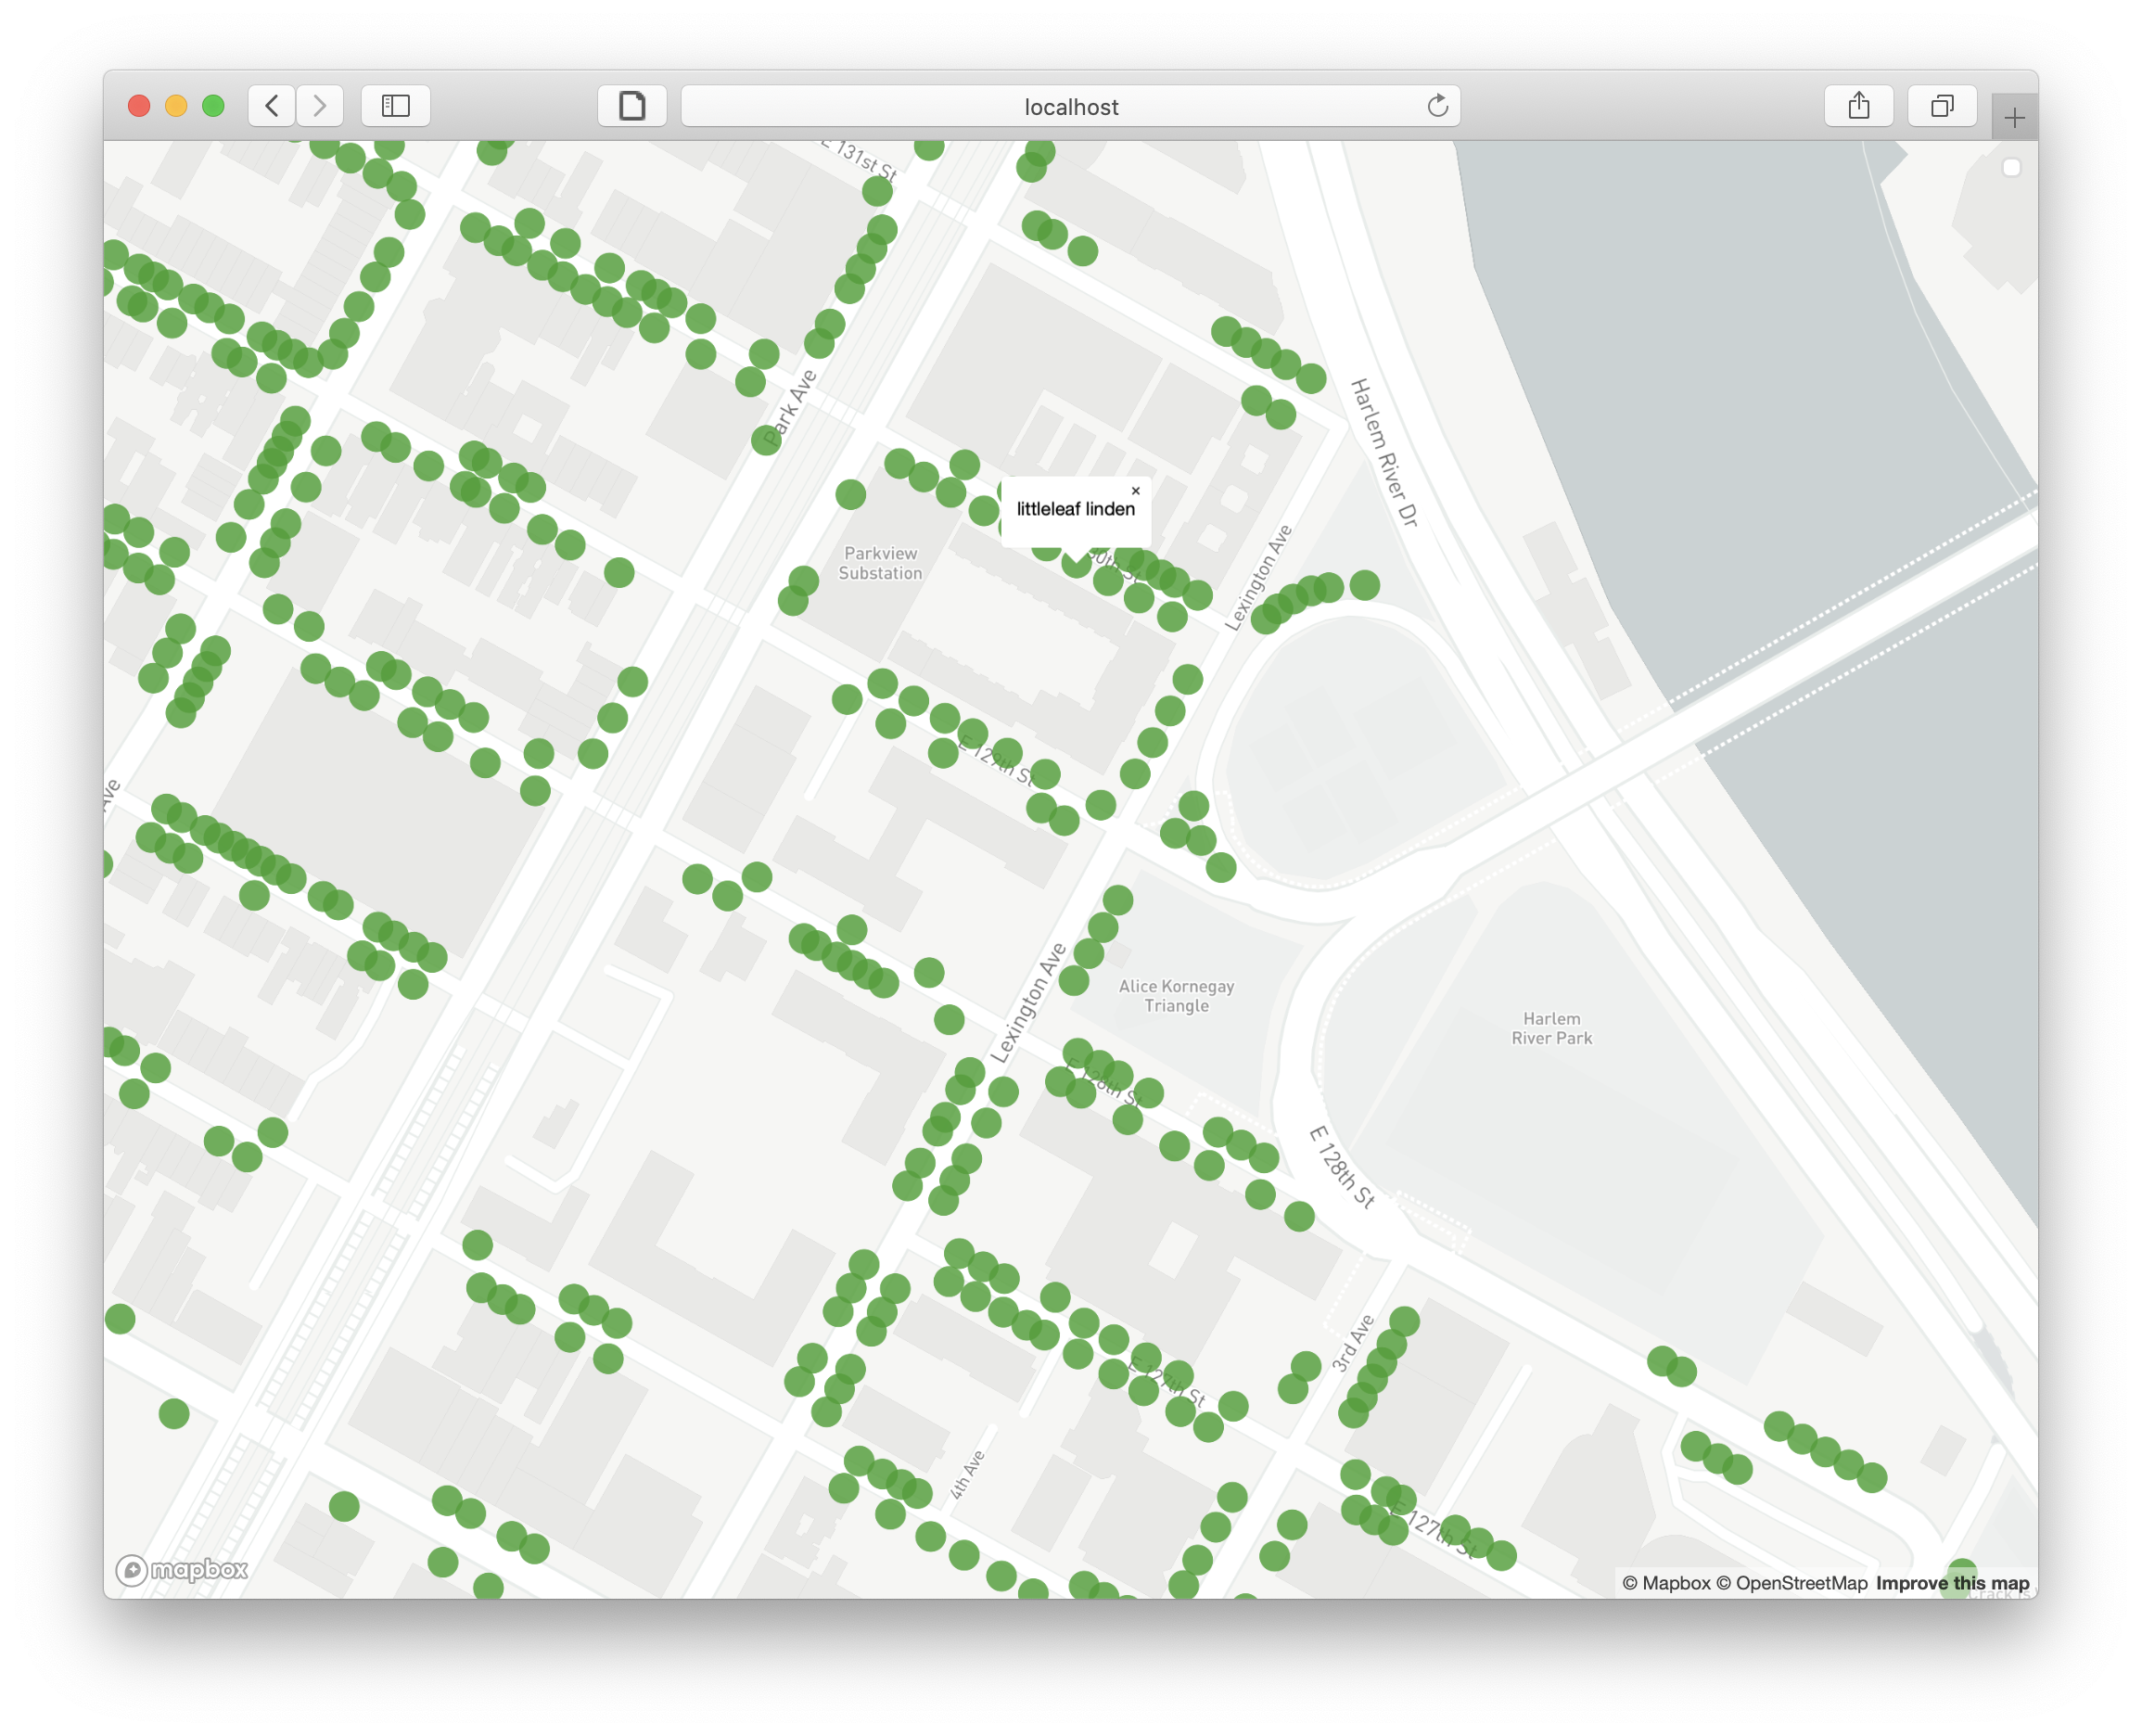 localhost
E 131st St
Park Ave
Harlem River Dr
×
littleleaf linden
Parkview
Substation
Lexington Ave
E 129th St
Ave
Lexington Ave
Alice Kornegay
Triangle
Harlem
River Park
E 128th St
E 128th St
3rd Ave
E 127th St
4th Ave
E 127th St
mapbox
© Mapbox © OpenStreetMap Improve this map